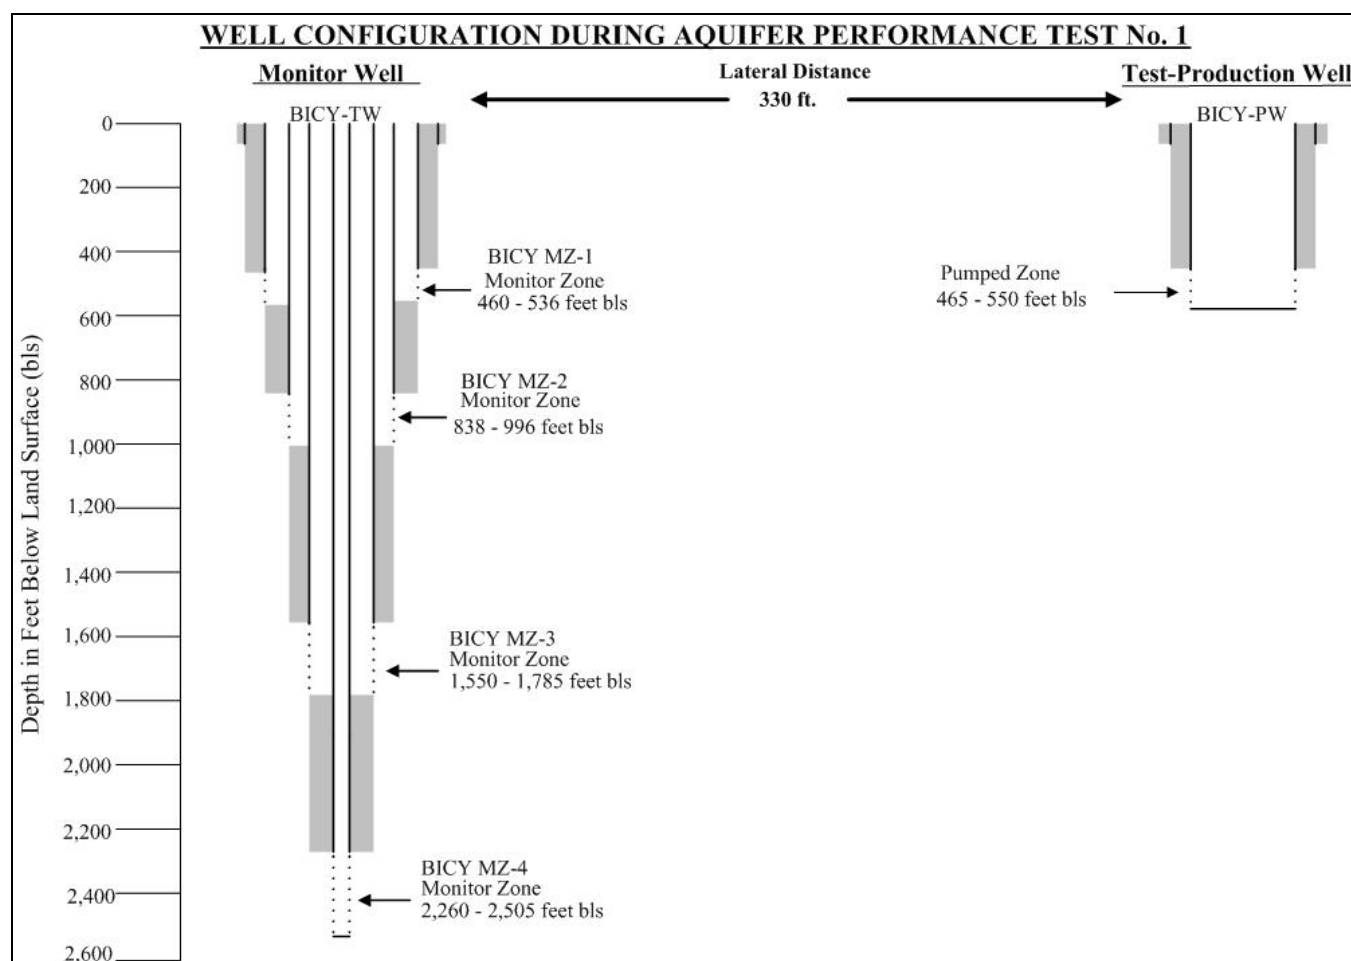 WELL CONFIGURATION DURING AQUIFER PERFORMANCE TEST No. 1
Monitor Well
Lateral Distance
330 ft.
Test-Production Well
BICY-TW
BICY-PW
Depth in Feet Below Land Surface (bls)
0
200
400
600
800
1,000
1,200
1,400
1,600
1,800
2,000
2,200
2,400
2,600
BICY MZ-1
Monitor Zone
460 - 536 feet bls
Pumped Zone
465 - 550 feet bls
BICY MZ-2
Monitor Zone
838 - 996 feet bls
BICY MZ-3
Monitor Zone
1,550 - 1,785 feet bls
BICY MZ-4
Monitor Zone
2,260 - 2,505 feet bls